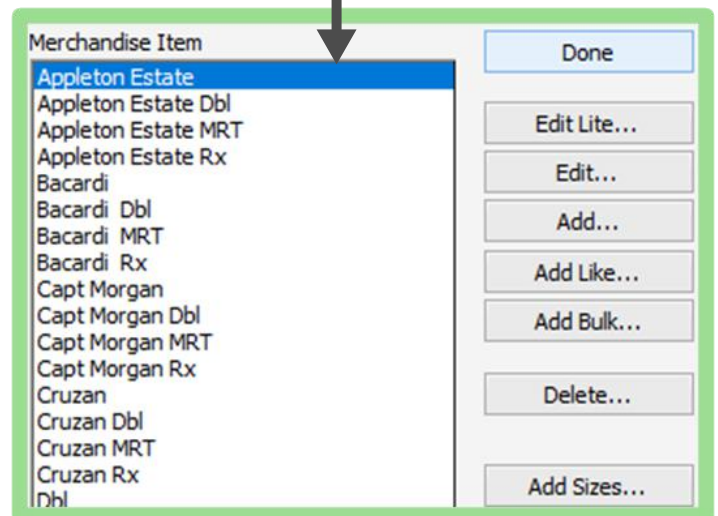 Merchandise Item
Appleton Estate
Appleton Estate Dbl
Appleton Estate MRT
Appleton Estate Rx
Bacardi
Bacardi  Dbl
Bacardi  MRT
Bacardi  Rx
Capt Morgan
Capt Morgan Dbl
Capt Morgan MRT
Capt Morgan Rx
Cruzan
Cruzan Dbl
Cruzan MRT
Cruzan Rx
Dbl
Done
Edit Lite...
Edit...
Add...
Add Like...
Add Bulk...
Delete...
Add Sizes...